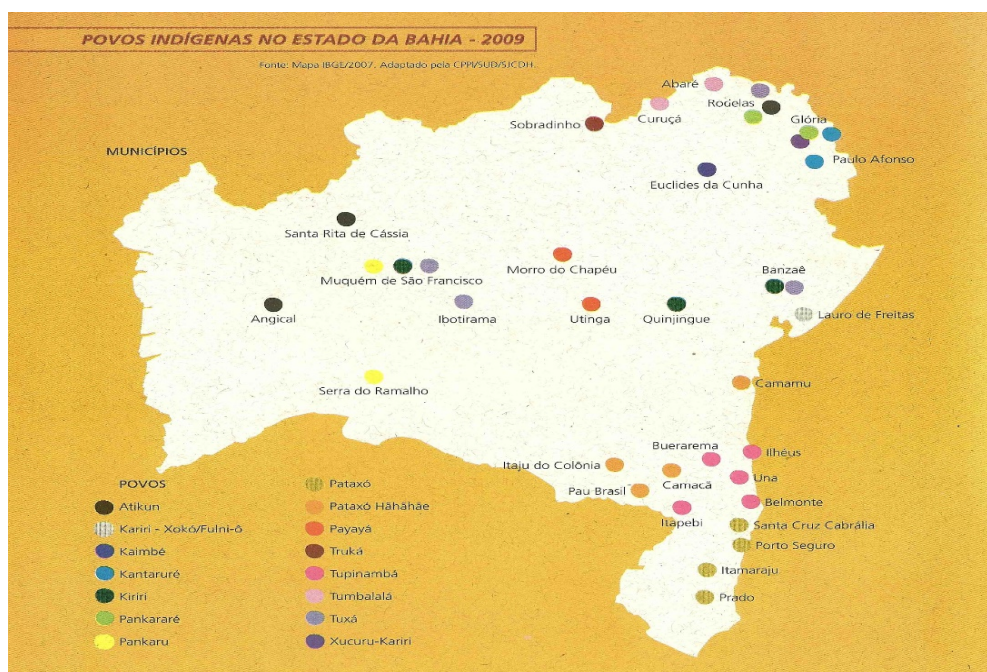 POVOS INDÍGENAS NO ESTADO DA BAHIA - 2009
Fonte: Mapa IBGE/2007. Adaptado pela CPPI/SUD/SJCDH.
MUNICÍPIOS
Abaré
Rodelas
Curuçá
Glória
Sobradinho
Paulo Afonso
Euclides da Cunha
Santa Rita de Cássia
Morro do Chapéu
Muquém de São Francisco
Banzaê
Angical
Ibotirama
Utinga
Quinjingue
Lauro de Freitas
Serra do Ramalho
Camamu
Buerarema
Ilhéus
Itaju do Colônia
Camacã
Una
Pau Brasil
Belmonte
Itapebi
Santa Cruz Cabrália
Porto Seguro
Itamaraju
Prado
POVOS
Atikun
Kariri - Xokó/Fulni-ô
Kaimbé
Kantaruré
Kiriri
Pankararé
Pankaru
Pataxó
Pataxó Hãhãhãe
Payayá
Truká
Tupinambá
Tumbalalá
Tuxá
Xucuru-Kariri